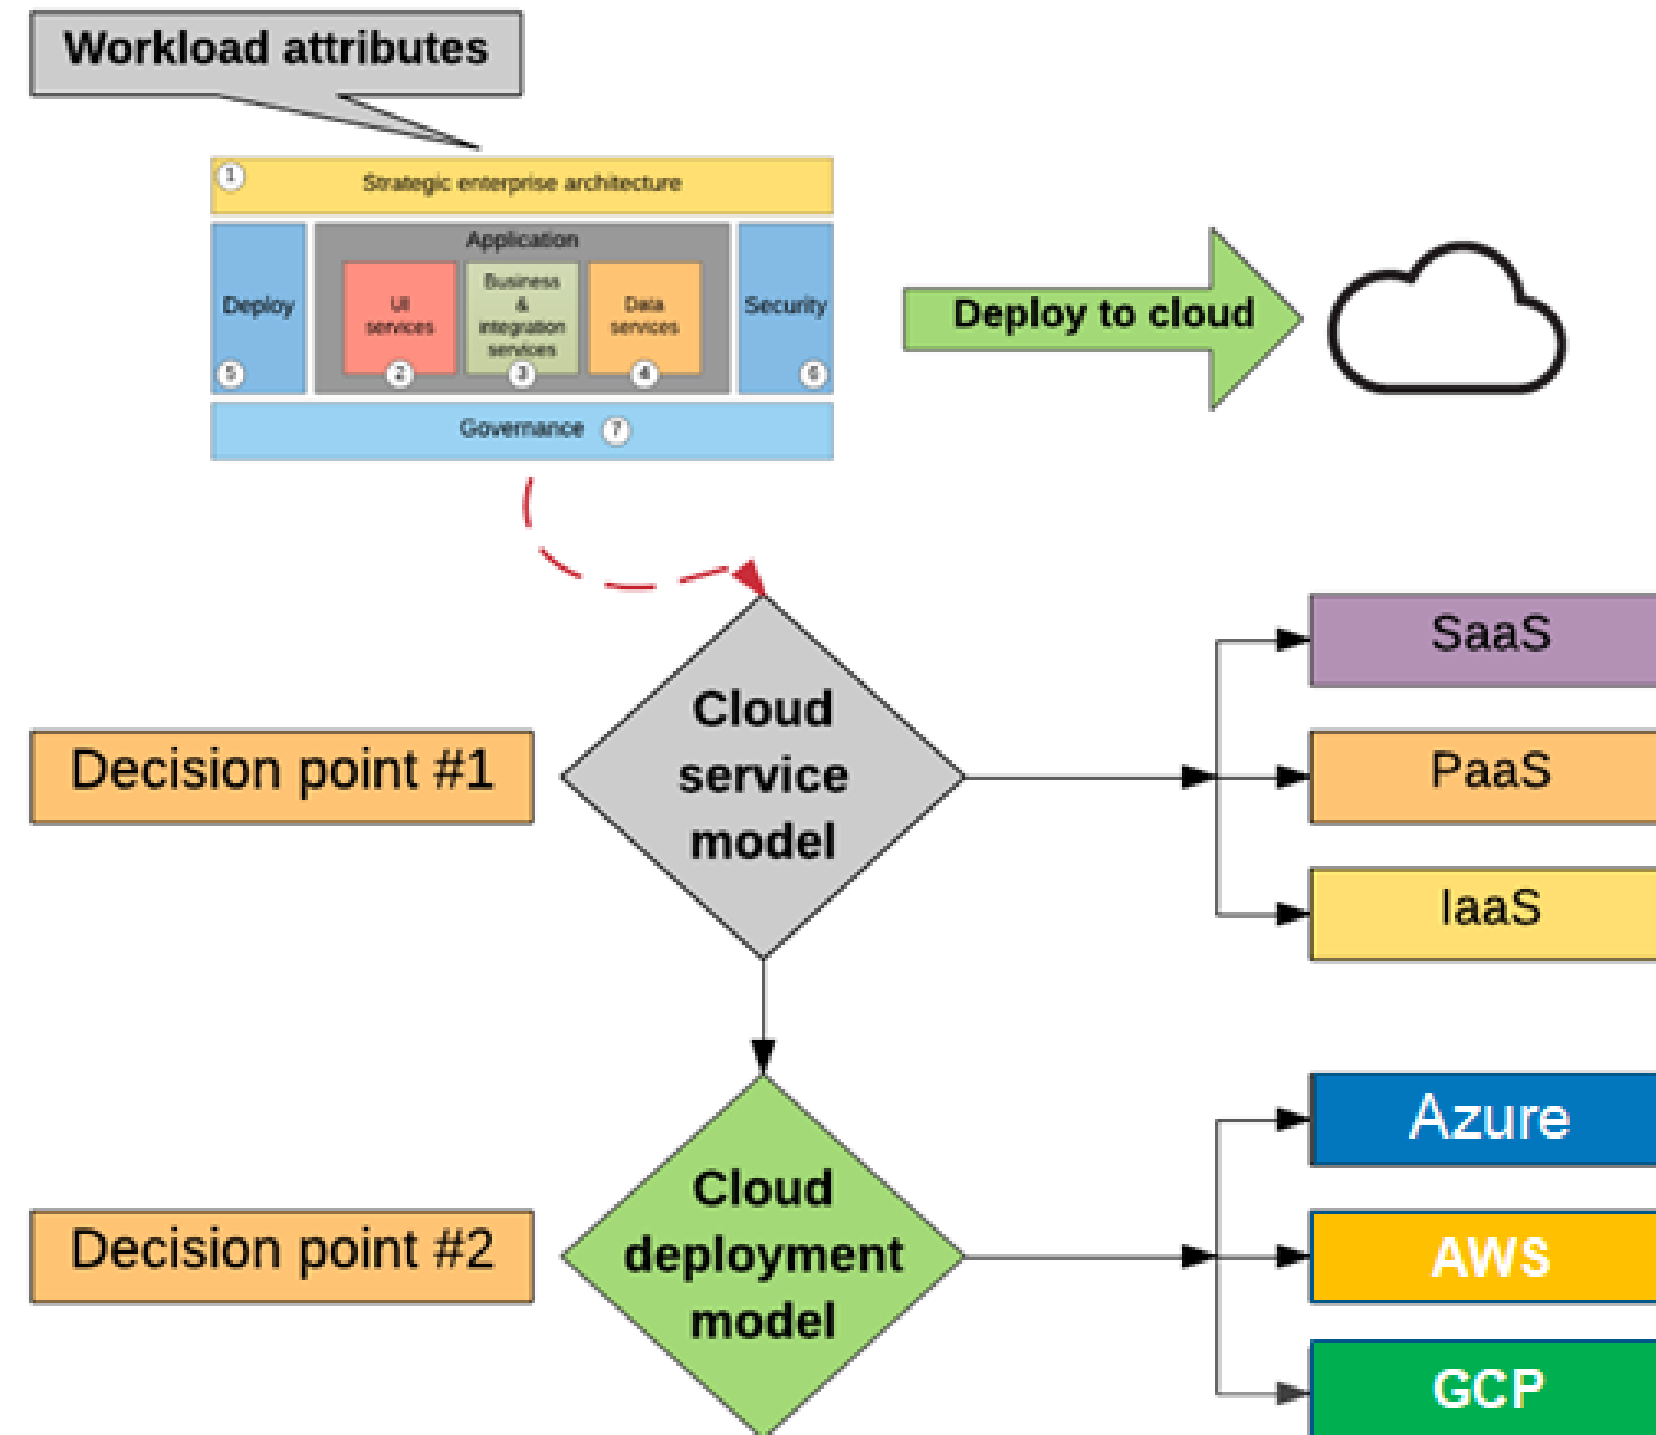 Workload attributes
1
Strategic enterprise architecture
Deploy
5
Application
UI
services
2
Business
&
integration
services
3
Data
services
4
Security
6
Governance 7
Deploy to cloud
Decision point #1
Cloud
service
model
SaaS
PaaS
IaaS
Decision point #2
Cloud
deployment
model
Azure
AWS
GCP